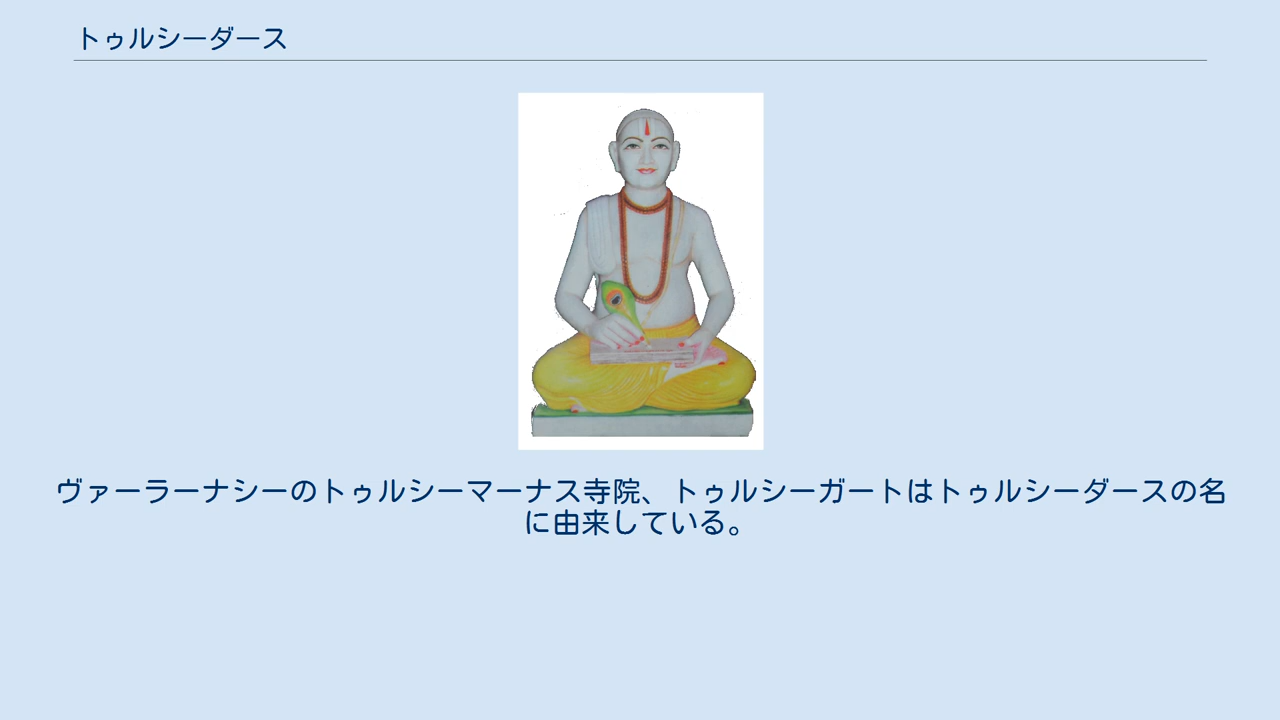 トゥルシーダース
ヴァーラーナシーのトゥルシーマーナス寺院、トゥルシーガートはトゥルシーダースの名
に由来している。